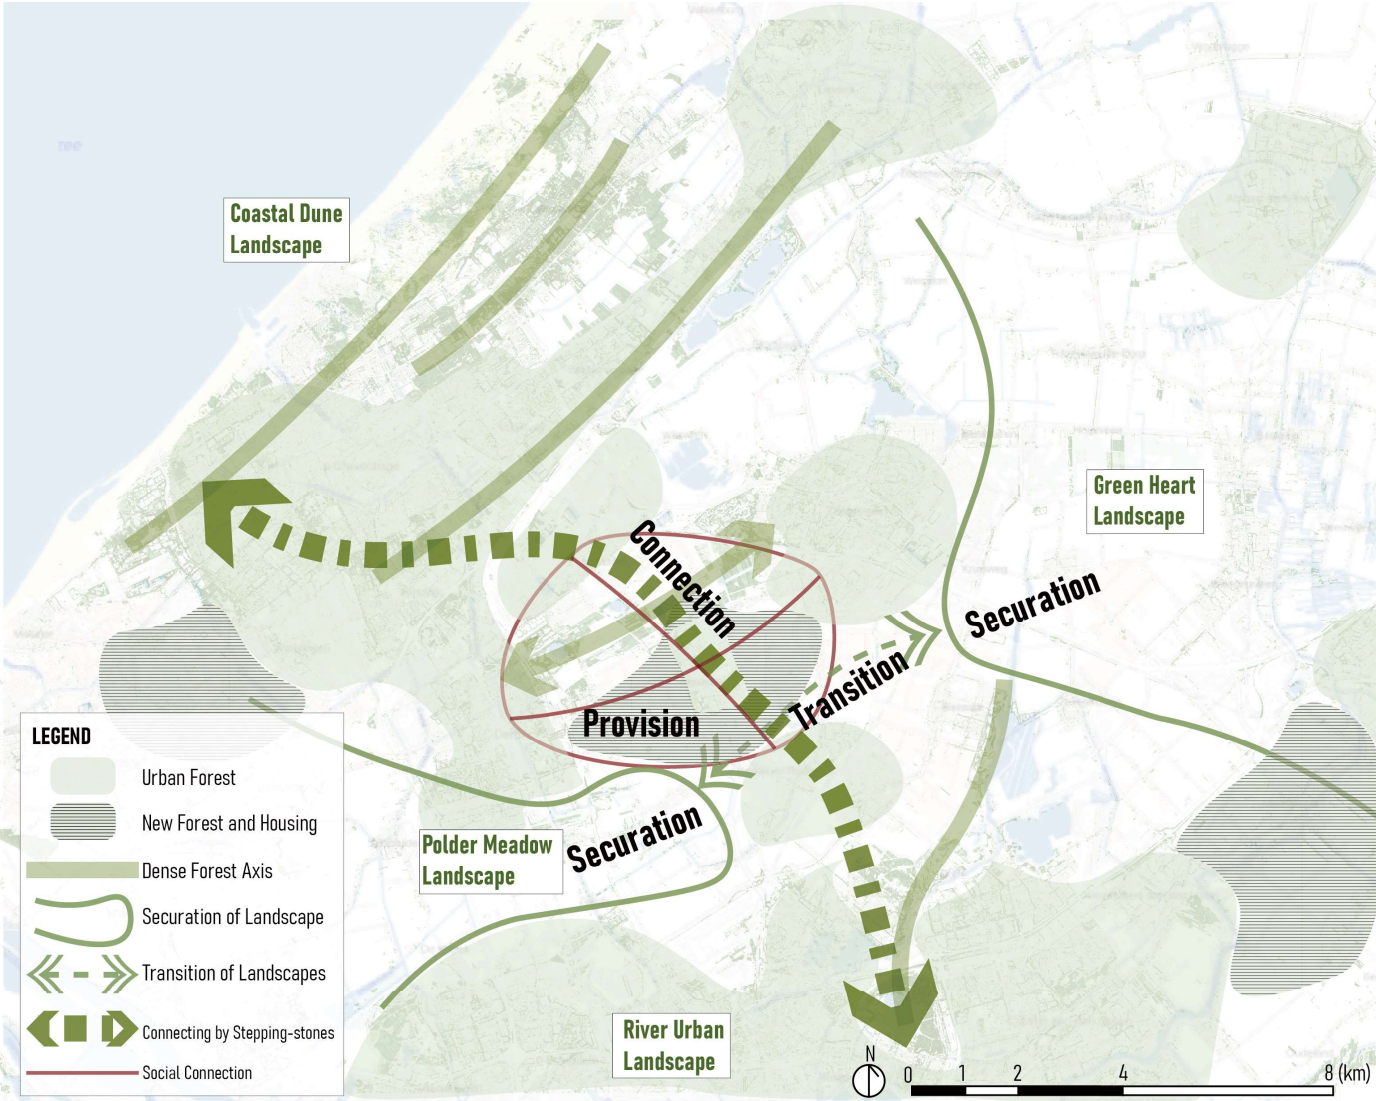 zee
Coastal Dune
Landscape
Connection
Green Heart
Landscape
Securation
Transition
Provision
Securation
Polder Meadow
Landscape
River Urban
Landscape
LEGEND
Urban Forest
New Forest and Housing
Dense Forest Axis
Securation of Landscape
Transition of Landscapes
Connecting by Stepping-stones
Social Connection
N
0 1 2 4 8 (km)